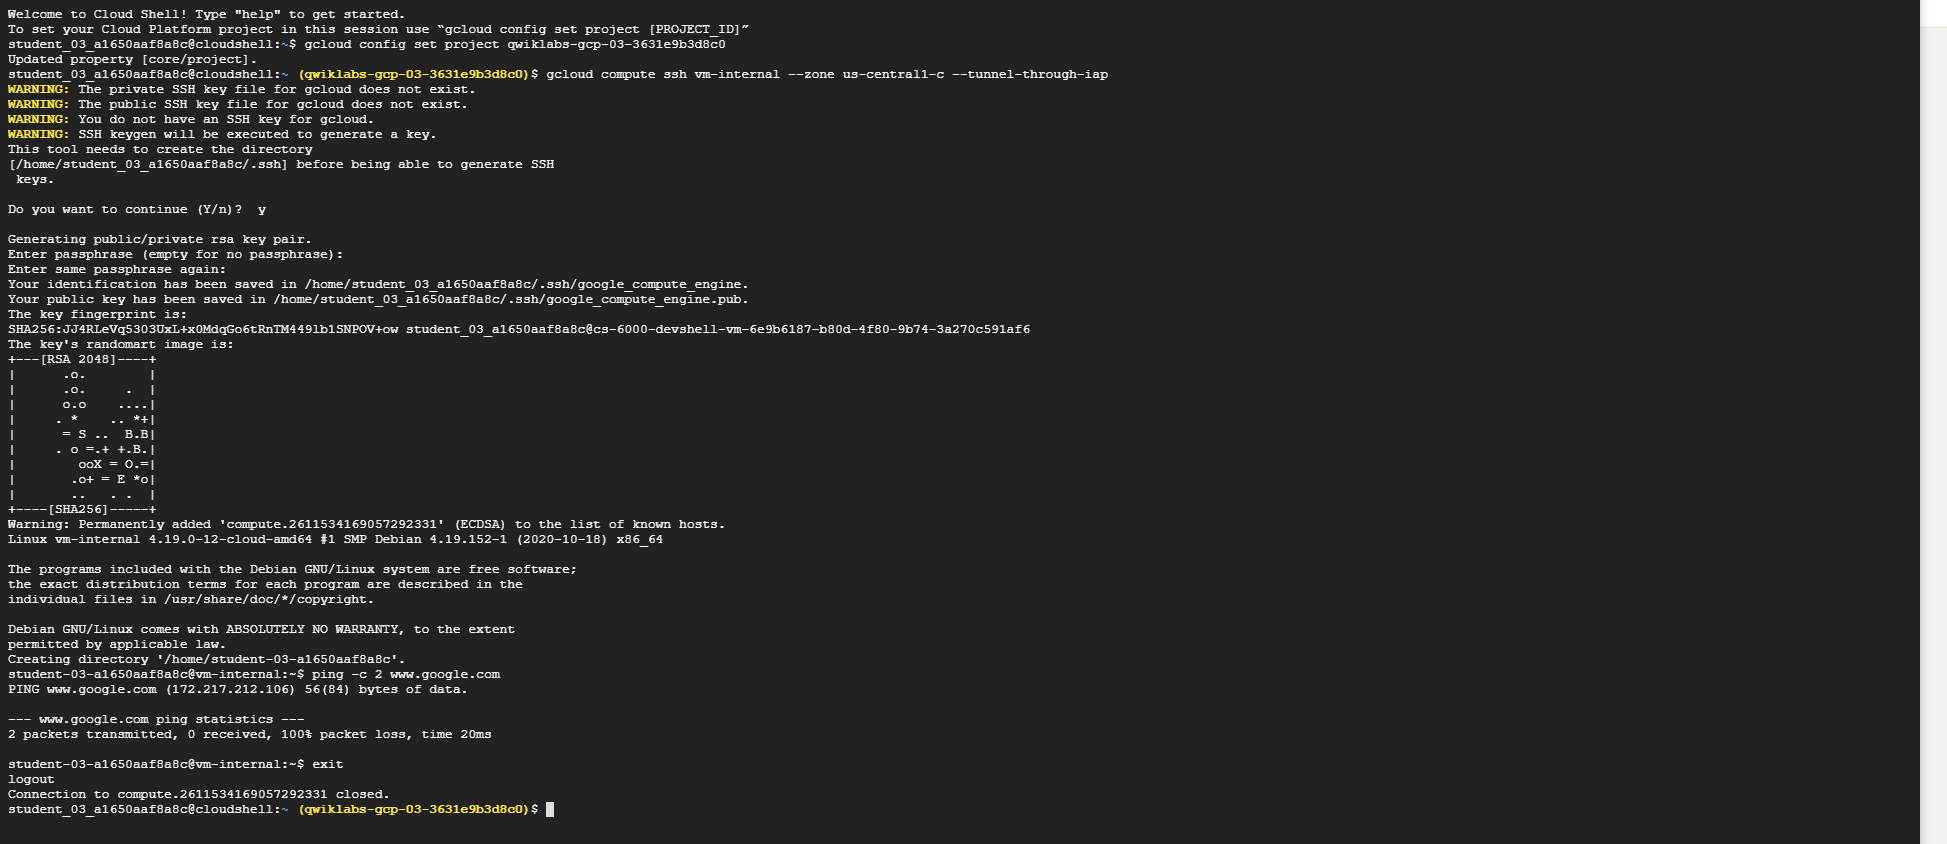 Welcome to Cloud Shell! Type "help" to get started.
To set your Cloud Platform project in this session use “gcloud config set project [PROJECT_ID]”
student_03_a1650aaf8a8c@cloudshell:~$ gcloud config set project qwiklabs-gcp-03-3631e9b3d8c0
Updated property [core/project].
student_03_a1650aaf8a8c@cloudshell:~ (qwiklabs-gcp-03-3631e9b3d8c0)$ gcloud compute ssh vm-internal --zone us-central1-c --tunnel-through-iap
WARNING: The private SSH key file for gcloud does not exist.
WARNING: The public SSH key file for gcloud does not exist.
WARNING: You do not have an SSH key for gcloud.
WARNING: SSH keygen will be executed to generate a key.
This tool needs to create the directory
[/home/student_03_a1650aaf8a8c/.ssh] before being able to generate SSH
 keys.

Do you want to continue (Y/n)?  y

Generating public/private rsa key pair.
Enter passphrase (empty for no passphrase):
Enter same passphrase again:
Your identification has been saved in /home/student_03_a1650aaf8a8c/.ssh/google_compute_engine.
Your public key has been saved in /home/student_03_a1650aaf8a8c/.ssh/google_compute_engine.pub.
The key fingerprint is:
SHA256:JJ4RLeVq5303UxL+x0MdqGo6tRnTM449lb1SNPOV+ow student_03_a1650aaf8a8c@cs-6000-devshell-vm-6e9b6187-b80d-4f80-9b74-3a270c591af6
The key's randomart image is:
+---[RSA 2048]----+
|      .o.        |
|      .o.     .  |
|      o.o    ....|
|     . *    .. *+|
|      = S ..  B.B|
|     . o =.+ +.B.|
|        ooX = O.=|
|       .o+ = E *o|
|       ..   . .  |
+----[SHA256]-----+
Warning: Permanently added 'compute.2611534169057292331' (ECDSA) to the list of known hosts.
Linux vm-internal 4.19.0-12-cloud-amd64 #1 SMP Debian 4.19.152-1 (2020-10-18) x86_64

The programs included with the Debian GNU/Linux system are free software;
the exact distribution terms for each program are described in the
individual files in /usr/share/doc/*/copyright.

Debian GNU/Linux comes with ABSOLUTELY NO WARRANTY, to the extent
permitted by applicable law.
Creating directory '/home/student-03-a1650aaf8a8c'.
student-03-a1650aaf8a8c@vm-internal:~$ ping -c 2 www.google.com
PING www.google.com (172.217.212.106) 56(84) bytes of data.

--- www.google.com ping statistics ---
2 packets transmitted, 0 received, 100% packet loss, time 20ms

student-03-a1650aaf8a8c@vm-internal:~$ exit
logout
Connection to compute.2611534169057292331 closed.
student_03_a1650aaf8a8c@cloudshell:~ (qwiklabs-gcp-03-3631e9b3d8c0)$